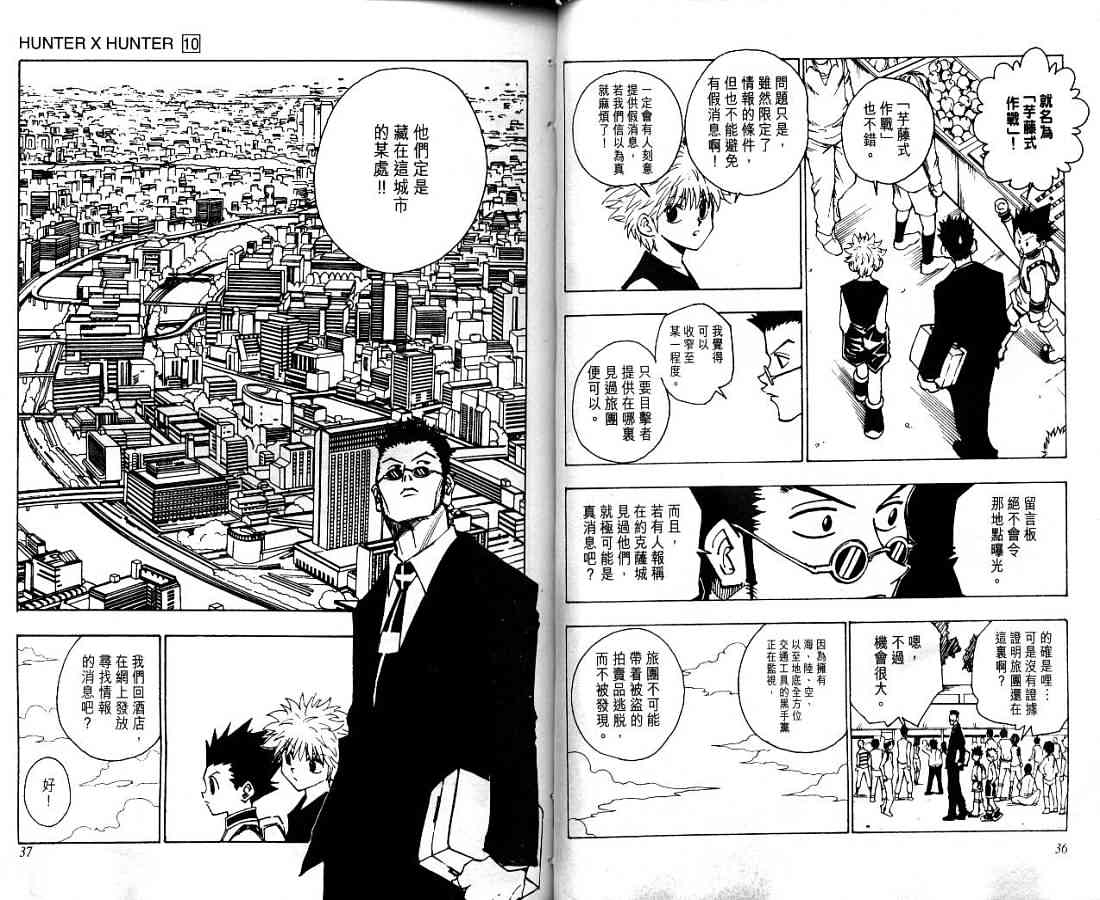 就名為
「芋藤式
作戰」！
「芋藤式
作戰」
也不錯。
問題只是，
雖然限定了
情報的條件，
但也不能避免
有假消息啊！
一定會有人刻意
提供假消息，
若我們信以為真
就麻煩了！
我覺得
可以
收窄至
某一程度。
只要目擊者
提供在哪裏
見過旅團
便可以。
留言板
絕不會令
那地點曝光。
而且，
若有人報稱
在約克薩城
見過他們，
就極可能是
真消息吧？
的確是哩…
可是沒有證據
證明旅團還在
這裏啊？
嗯，
不過
機會很大。
因為擁有
海、陸、空、
以至地底全方位
交通工具的黑手黨
正在監視，
旅團不可能
帶着被盜的
拍賣品逃脫
而不被發現。
36
HUNTER X HUNTER 10
他們定是
藏在這城市
的某處!!
我們回酒店，
在網上發放
尋找情報
的消息吧？
好！
37